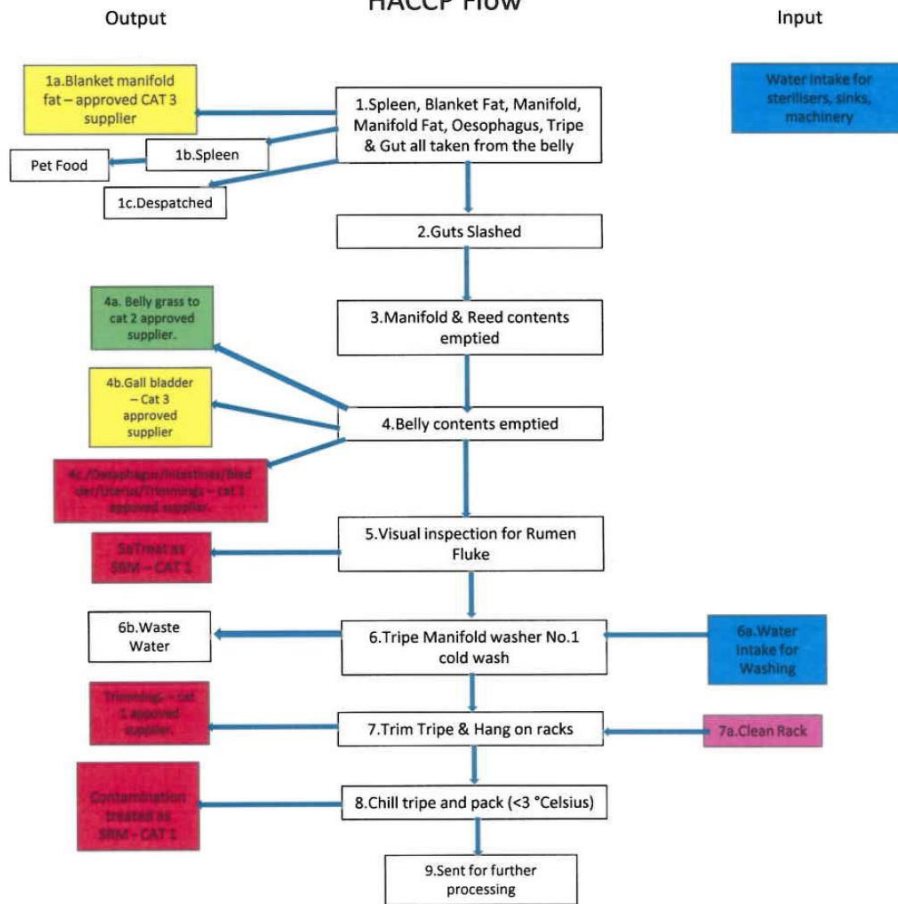 HACCP Flow
Output
Input
1a.Blanket manifold
fat – approved CAT 3
supplier
1.Spleen, Blanket Fat, Manifold,
Manifold Fat, Oesophagus, Tripe
& Gut all taken from the belly
Water Intake for
sterilisers, sinks,
machinery
1b.Spleen
Pet Food
1c.Despatched
2.Guts Slashed
3.Manifold & Reed contents
emptied
4a. Belly grass to
cat 2 approved
supplier.
4b.Gall bladder
– Cat 3
approved
supplier
4.Belly contents emptied
4c./Oesophagus/Intestines/Blad
der/Uterus/Trimmings – cat 1
approved supplier.
5.Visual inspection for Rumen
Fluke
5aTreat as
SRM – CAT 1
6b.Waste
Water
6.Tripe Manifold washer No.1
cold wash
6a.Water
Intake for
Washing
Trimmings – cat
1 appoved
supplier.
7.Trim Tripe & Hang on racks
7a.Clean Rack
Contamination
treated as
SRM – CAT 1
8.Chill tripe and pack (<3 °Celsius)
9.Sent for further
processing